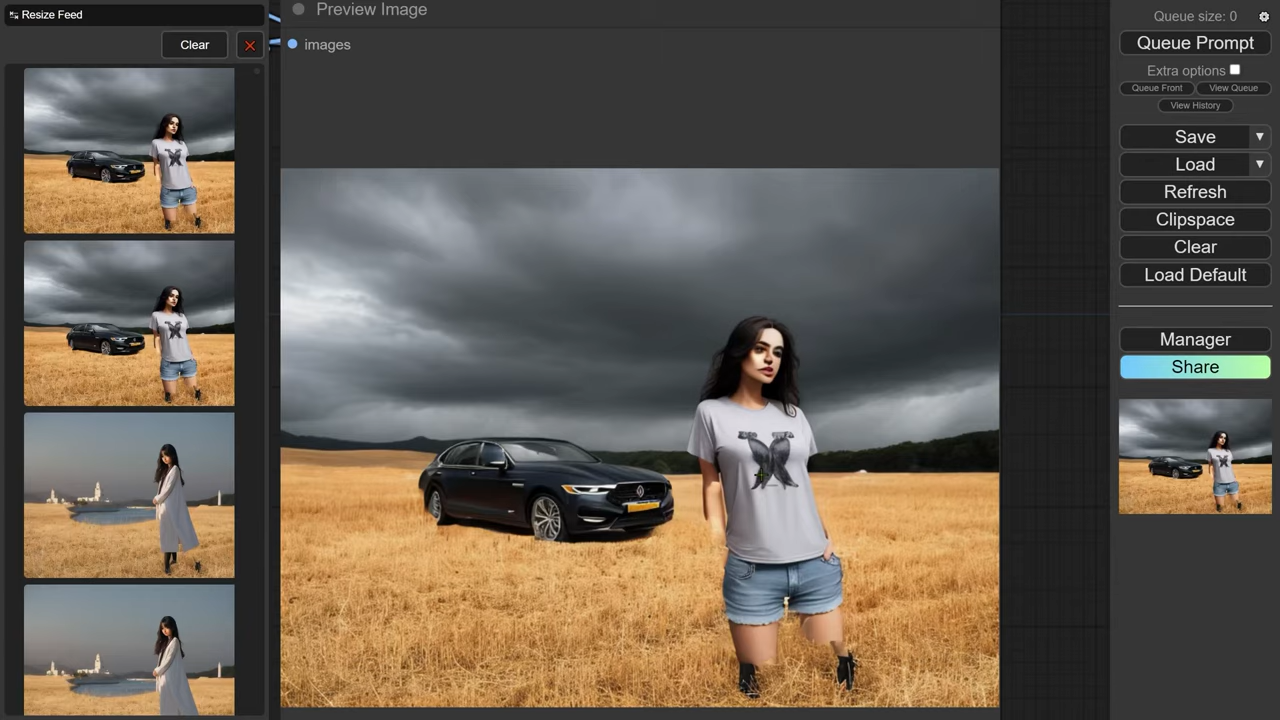 Resize Feed
Clear
Preview Image
images
Queue size: 0
Queue Prompt
Extra options
Queue Front
View Queue
View History
Save
Load
Refresh
Clipspace
Clear
Load Default
Manager
Share